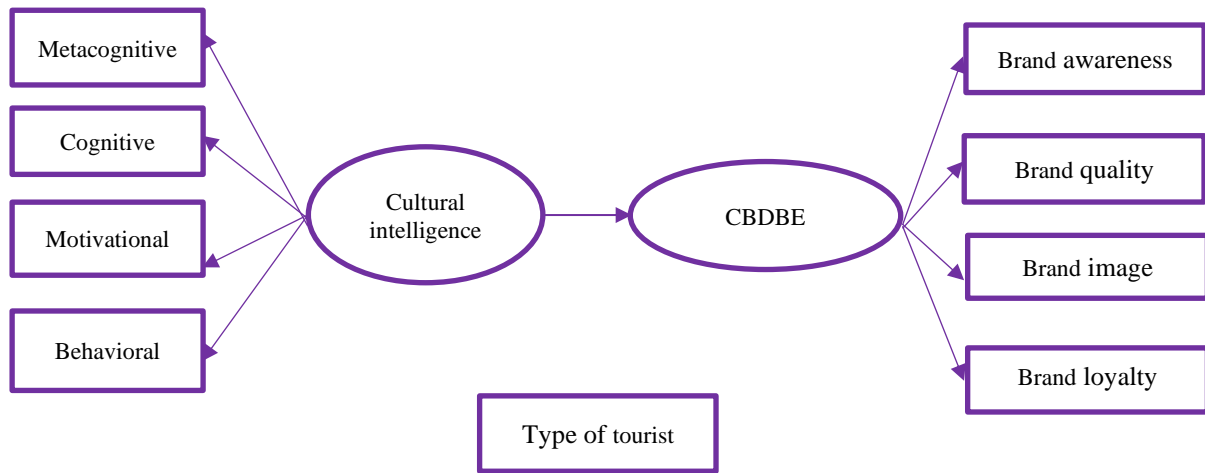 Metacognitive
Cognitive
Motivational
Behavioral
Cultural
intelligence
CBDBE
Brand awareness
Brand quality
Brand image
Brand loyalty
Type of tourist